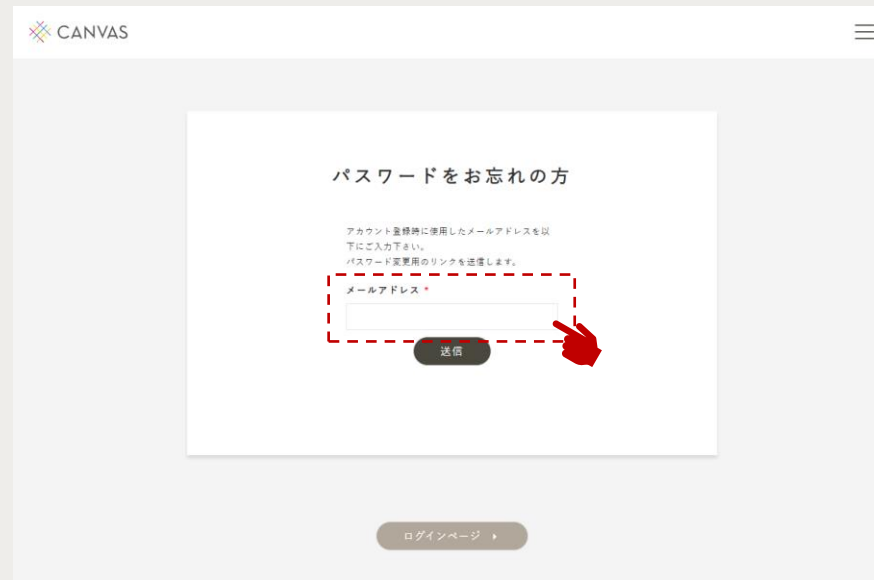 CANVAS
パスワードをお忘れの方
アカウント登録時に使用したメールアドレスを以
下にご入力下さい。
パスワード変更用のリンクを送信します。
メールアドレス *
送信
ログインページ